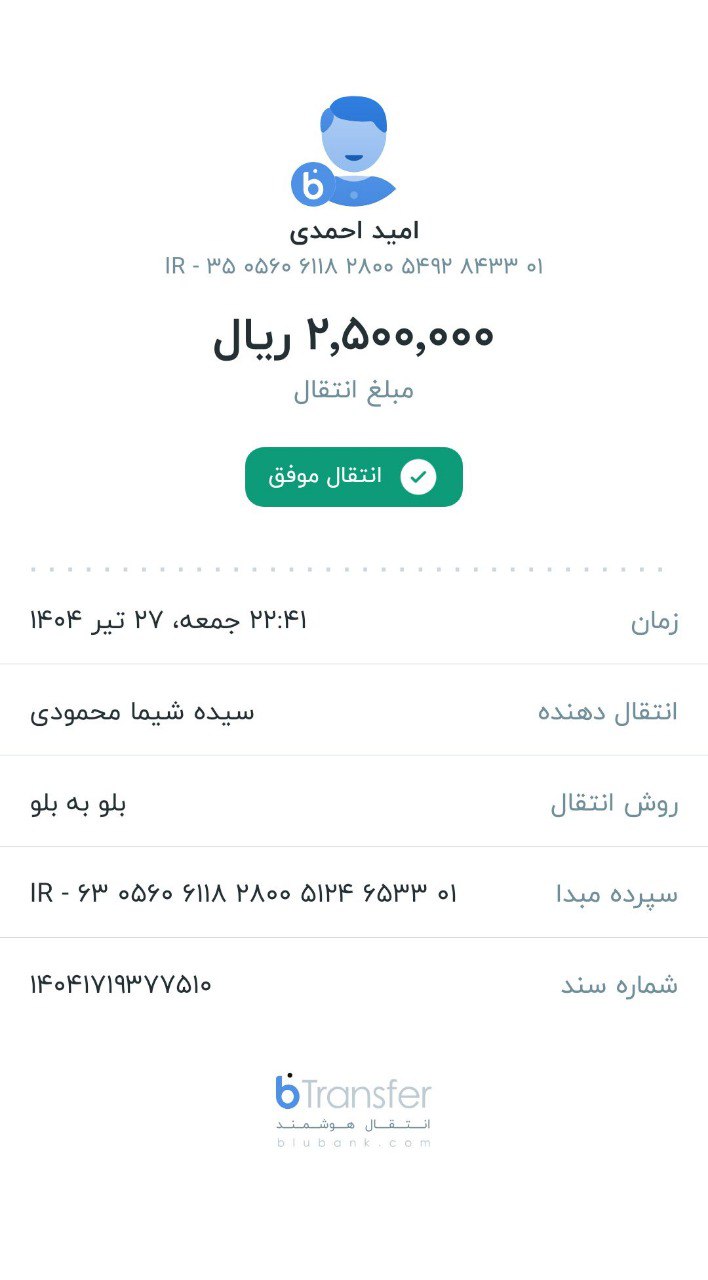 امید احمدی
IR - ۳۵ ۰۵۶۰ ۶۱۱۸ ۲۸۰۰ ۵۴۹۲ ۸۴۳۳ ۰۱
۲,۵۰۰,۰۰۰ ریال
مبلغ انتقال
انتقال موفق
زمان ۲۲:۴۱ جمعه، ۲۷ تیر ۱۴۰۴
انتقال دهنده سیده شیما محمودی
روش انتقال بلو به بلو
سپرده مبدا IR - ۶۳ ۰۵۶۰ ۶۱۱۸ ۲۸۰۰ ۵۱۲۴ ۶۵۳۳ ۰۱
شماره سند ۱۴۰۴۱۷۱۹۳۷۷۵۱۰
bTransfer
انتقال هوشمند
blubank.com